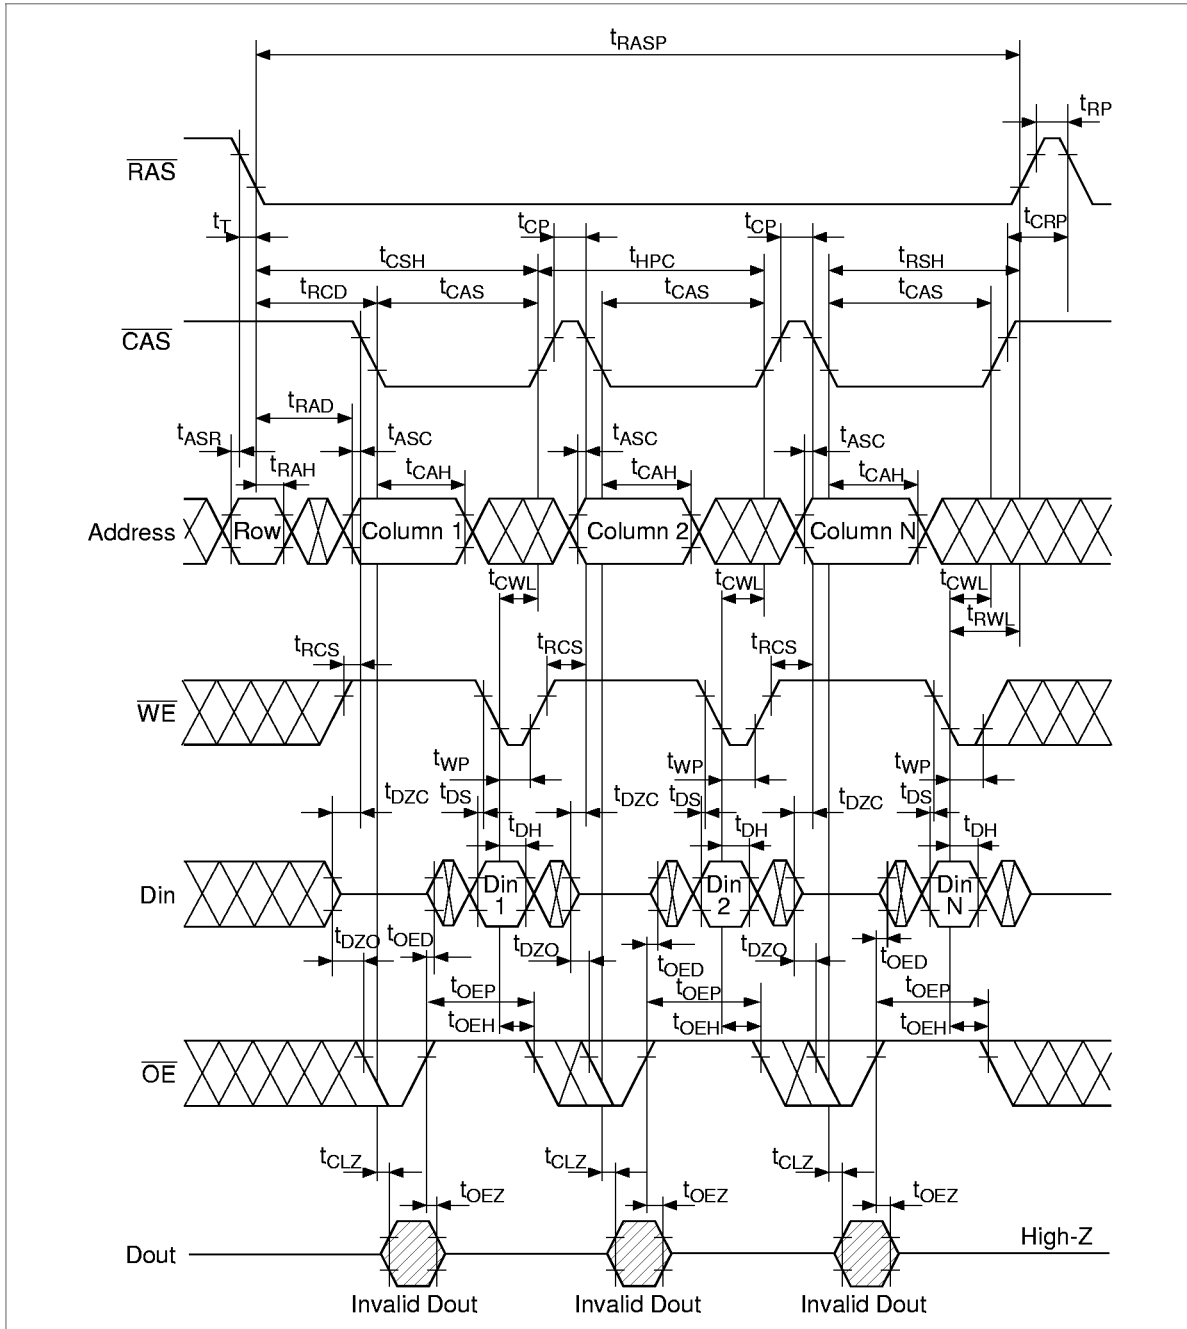 tRASP
tRP
RAS
tT tCP tCP tCRP
tCSH tHPC tRSH
tRCD tCAS tCAS tCAS
CAS
tRAD
tASR tASC tASC tASC
tRAH tCAH tCAH tCAH
Address Row Column 1 Column 2 Column N
tCWL tCWL tCWL
tRWL
tRCS tRCS tRCS
WE
tWP tWP tWP
tDZC tDS tDZC tDS tDZC tDS
tDH tDH tDH
Din Din 1 Din 2 Din N
tDZO tOED tDZO tOED tDZO tOED
tOEP tOEP tOEP
tOEH tOEH tOEH
OE
tCLZ tCLZ tCLZ
tOEZ tOEZ tOEZ
Dout High-Z
Invalid Dout Invalid Dout Invalid Dout